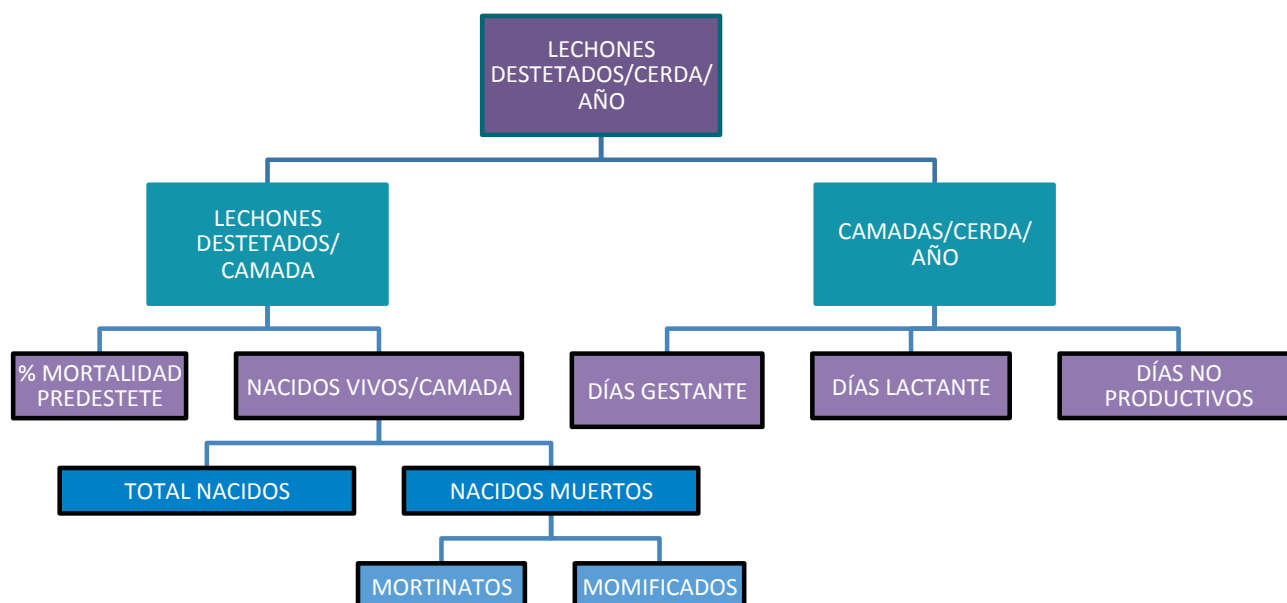 LECHONES
DESTETADOS/CERDA/
AÑO
LECHONES
DESTETADOS/
CAMADA
CAMADAS/CERDA/
AÑO
% MORTALIDAD
PREDESTETE
NACIDOS VIVOS/CAMADA
DÍAS GESTANTE
DÍAS LACTANTE
DÍAS NO
PRODUCTIVOS
TOTAL NACIDOS
NACIDOS MUERTOS
MORTINATOS
MOMIFICADOS